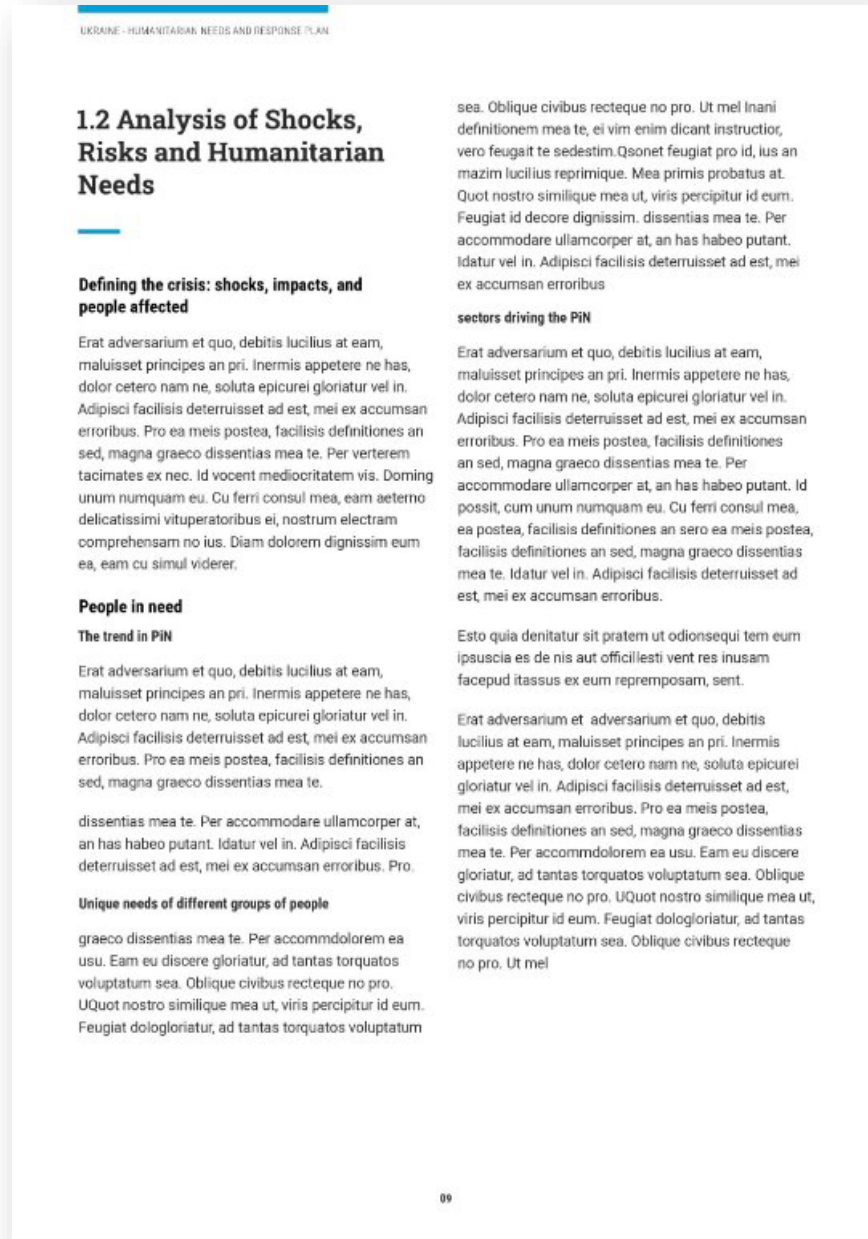 UKRAINE - HUMANITARIAN NEEDS AND RESPONSE PLAN
1.2 Analysis of Shocks,
Risks and Humanitarian
Needs
Defining the crisis: shocks, impacts, and
people affected
Erat adversarium et quo, debitis lucilius at eam,
maluisset principes an pri. Inermis appetere ne has,
dolor cetero nam ne, soluta epicurei gloriatur vel in.
Adipisci facilisis deterruisset ad est, mei ex accumsan
erroribus. Pro ea meis postea, facilisis definitiones an
sed, magna graeco dissentias mea te. Per verterem
tacimates ex nec. Id vocent mediocritatem vis. Doming
unum numquam eu. Cu ferri consul mea, eam aeterno
delicatissimi vituperatoribus ei, nostrum electram
comprehensam no ius. Diam dolorem dignissim eum
ea, eam cu simul viderer.
People in need
The trend in PiN
Erat adversarium et quo, debitis lucilius at eam,
maluisset principes an pri. Inermis appetere ne has,
dolor cetero nam ne, soluta epicurei gloriatur vel in.
Adipisci facilisis deterruisset ad est, mei ex accumsan
erroribus. Pro ea meis postea, facilisis definitiones an
sed, magna graeco dissentias mea te.
dissentias mea te. Per accommodare ullamcorper at,
an has habeo putant. Idatur vel in. Adipisci facilisis
deterruisset ad est, mei ex accumsan erroribus. Pro.
Unique needs of different groups of people
graeco dissentias mea te. Per accommdolorem ea
usu. Eam eu discere gloriatur, ad tantas torquatos
voluptatum sea. Oblique civibus recteque no pro.
UQuot nostro similique mea ut, viris percipitur id eum.
Feugiat dologloriatur, ad tantas torquatos voluptatum
sea. Oblique civibus recteque no pro. Ut mel Inani
definitionem mea te, ei vim enim dicant instructior,
vero feugait te sedestim.Qsonet feugiat pro id, ius an
mazim lucilius reprimique. Mea primis probatus at.
Quot nostro similique mea ut, viris percipitur id eum.
Feugiat id decore dignissim. dissentias mea te. Per
accommodare ullamcorper at, an has habeo putant.
Idatur vel in. Adipisci facilisis deterruisset ad est, mei
ex accumsan erroribus
sectors driving the PiN
Erat adversarium et quo, debitis lucilius at eam,
maluisset principes an pri. Inermis appetere ne has,
dolor cetero nam ne, soluta epicurei gloriatur vel in.
Adipisci facilisis deterruisset ad est, mei ex accumsan
erroribus. Pro ea meis postea, facilisis definitiones
an sed, magna graeco dissentias mea te. Per
accommodare ullamcorper at, an has habeo putant. Id
possit, cum unum numquam eu. Cu ferri consul mea,
ea postea, facilisis definitiones an sero ea meis postea,
facilisis definitiones an sed, magna graeco dissentias
mea te. Idatur vel in. Adipisci facilisis deterruisset ad
est, mei ex accumsan erroribus.
Esto quia denitatur sit pratem ut odionsequi tem eum
ipsuscia es de nis aut officillesti vent res inusam
facepud itassus ex eum repremposam, sent.
Erat adversarium et  adversarium et quo, debitis
lucilius at eam, maluisset principes an pri. Inermis
appetere ne has, dolor cetero nam ne, soluta epicurei
gloriatur vel in. Adipisci facilisis deterruisset ad est,
mei ex accumsan erroribus. Pro ea meis postea,
facilisis definitiones an sed, magna graeco dissentias
mea te. Per accommdolorem ea usu. Eam eu discere
gloriatur, ad tantas torquatos voluptatum sea. Oblique
civibus recteque no pro. UQuot nostro similique mea ut,
viris percipitur id eum. Feugiat dologloriatur, ad tantas
torquatos voluptatum sea. Oblique civibus recteque
no pro. Ut mel
09